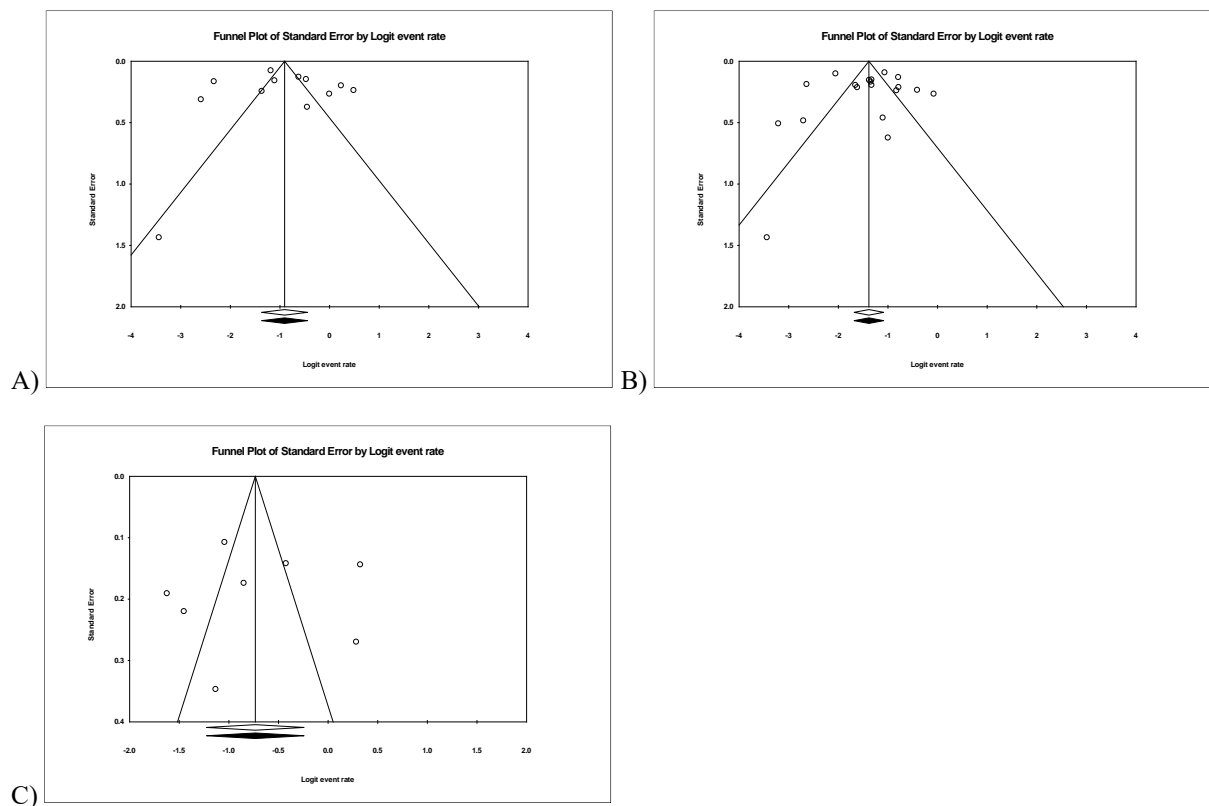 Funnel Plot of Standard Error by Logit event rate
0.0
0.5
1.0
1.5
2.0
Standard Error
-4 -3 -2 -1 0 1 2 3 4
Logit event rate
A)
Funnel Plot of Standard Error by Logit event rate
0.0
0.5
1.0
1.5
2.0
Standard Error
-4 -3 -2 -1 0 1 2 3 4
Logit event rate
B)
Funnel Plot of Standard Error by Logit event rate
0.0
0.1
0.2
0.3
0.4
Standard Error
-2.0 -1.5 -1.0 -0.5 0.0 0.5 1.0 1.5 2.0
Logit event rate
C)